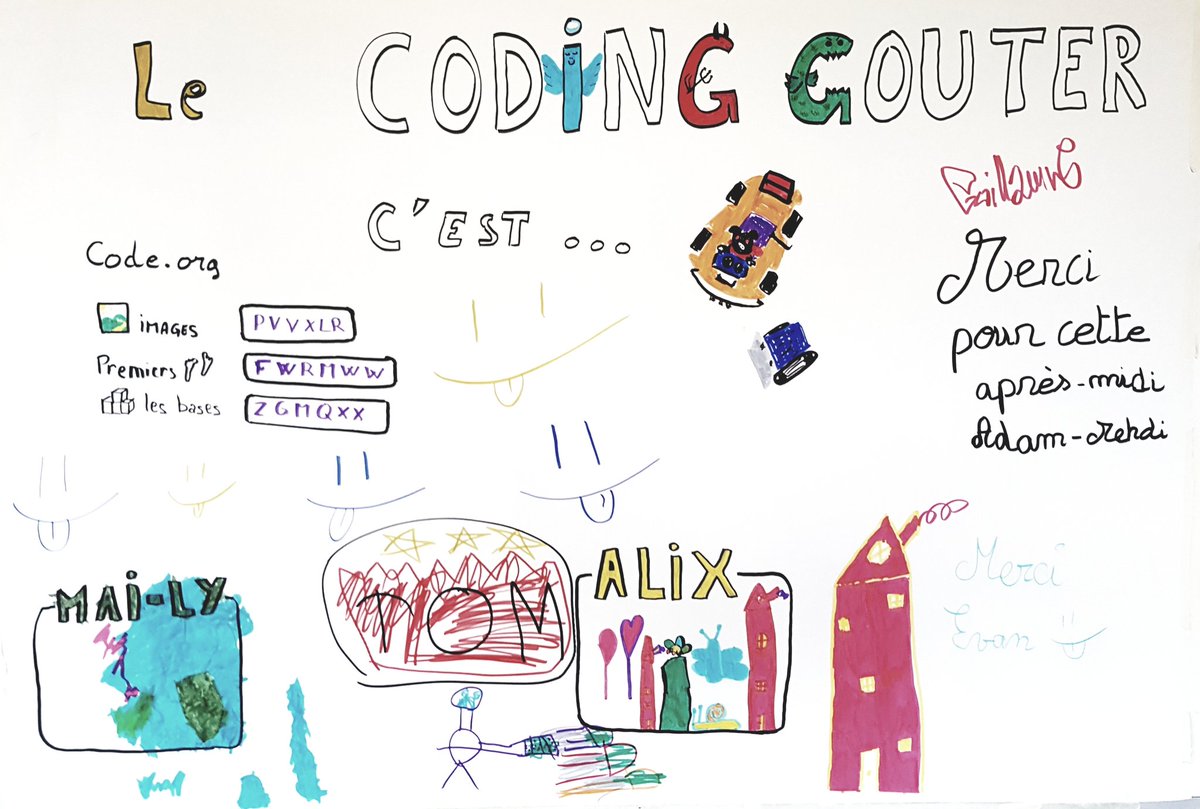 Le CODING GOUTER
C'EST ...
Code.org
IMAGES PVVXLR
Premiers FWRMWW
les bases ZGMQXX
Guillaume
Merci
pour cette
après-midi
Adam-Mehdi
MAI-LY
TOM
ALIX
Merci
Evan